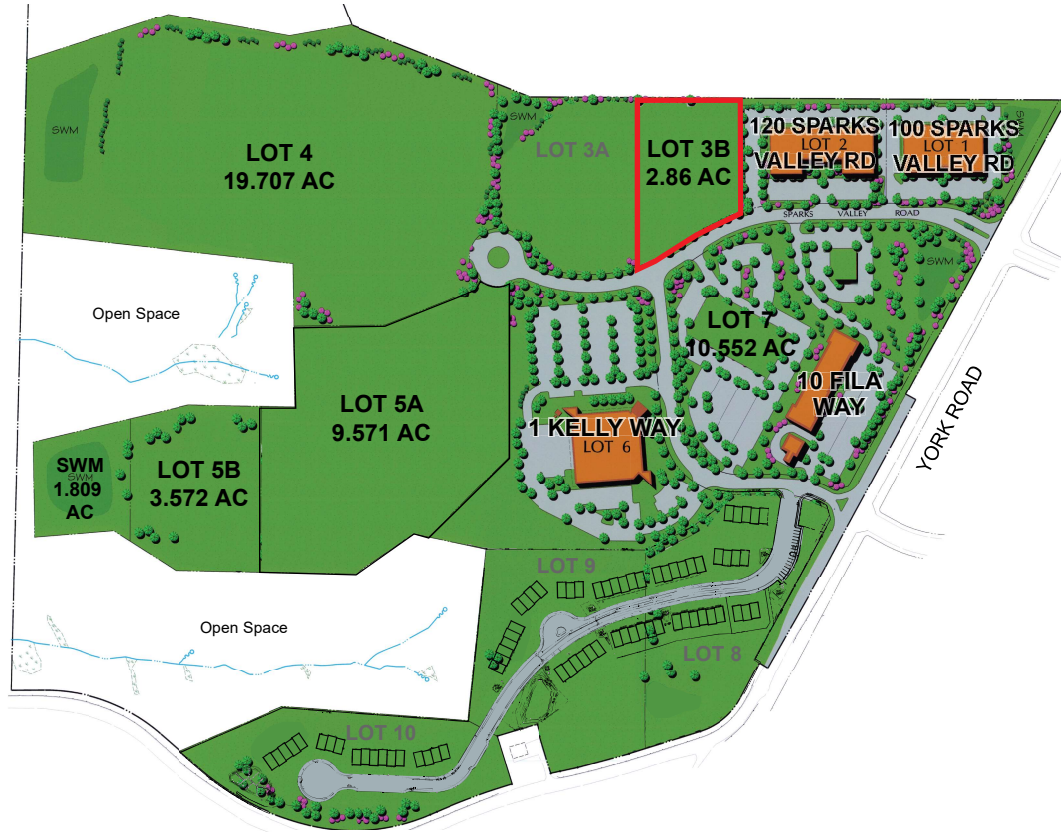 SWM
LOT 4
19.707 AC
SWM
LOT 3A
LOT 3B
2.86 AC
120 SPARKS
LOT 2
VALLEY RD
100 SPARKS
LOT 1
VALLEY RD
SWM
SPARKS VALLEY ROAD
SWM
Open Space
LOT 7
10.552 AC
10 FILA
WAY
YORK ROAD
LOT 5A
9.571 AC
1 KELLY WAY
LOT 6
SWM
SWM
1.809
AC
LOT 5B
3.572 AC
LOT 9
Open Space
LOT 8
LOT 10